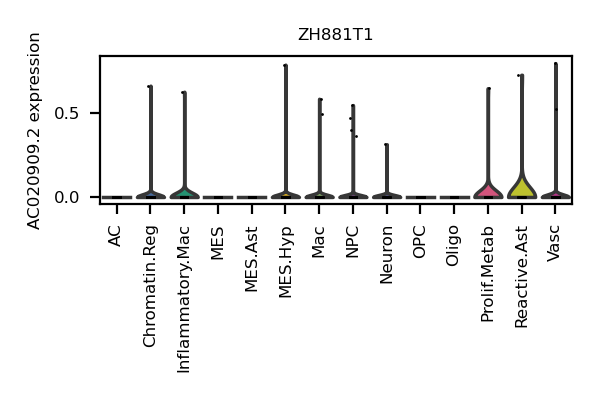 ZH881T1
AC020909.2 expression
0.5
0.0
AC
Chromatin.Reg
Inflammatory.Mac
MES
MES.Ast
MES.Hyp
Mac
NPC
Neuron
OPC
Oligo
Prolif.Metab
Reactive.Ast
Vasc